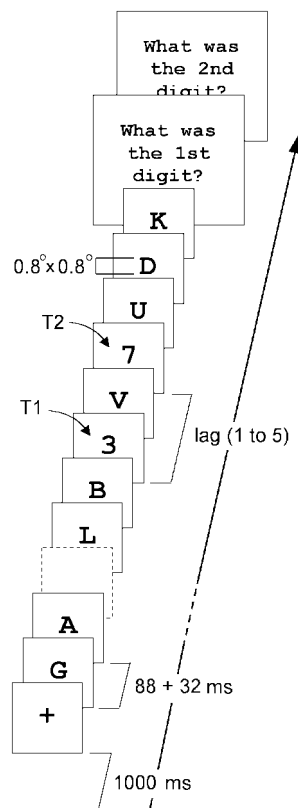 What was
the 2nd
digit?
What was
the 1st
digit?
K
0.8°×0.8°
D
U
T2
7
V
T1
lag (1 to 5)
3
B
L
A
G
88 + 32 ms
+
1000 ms